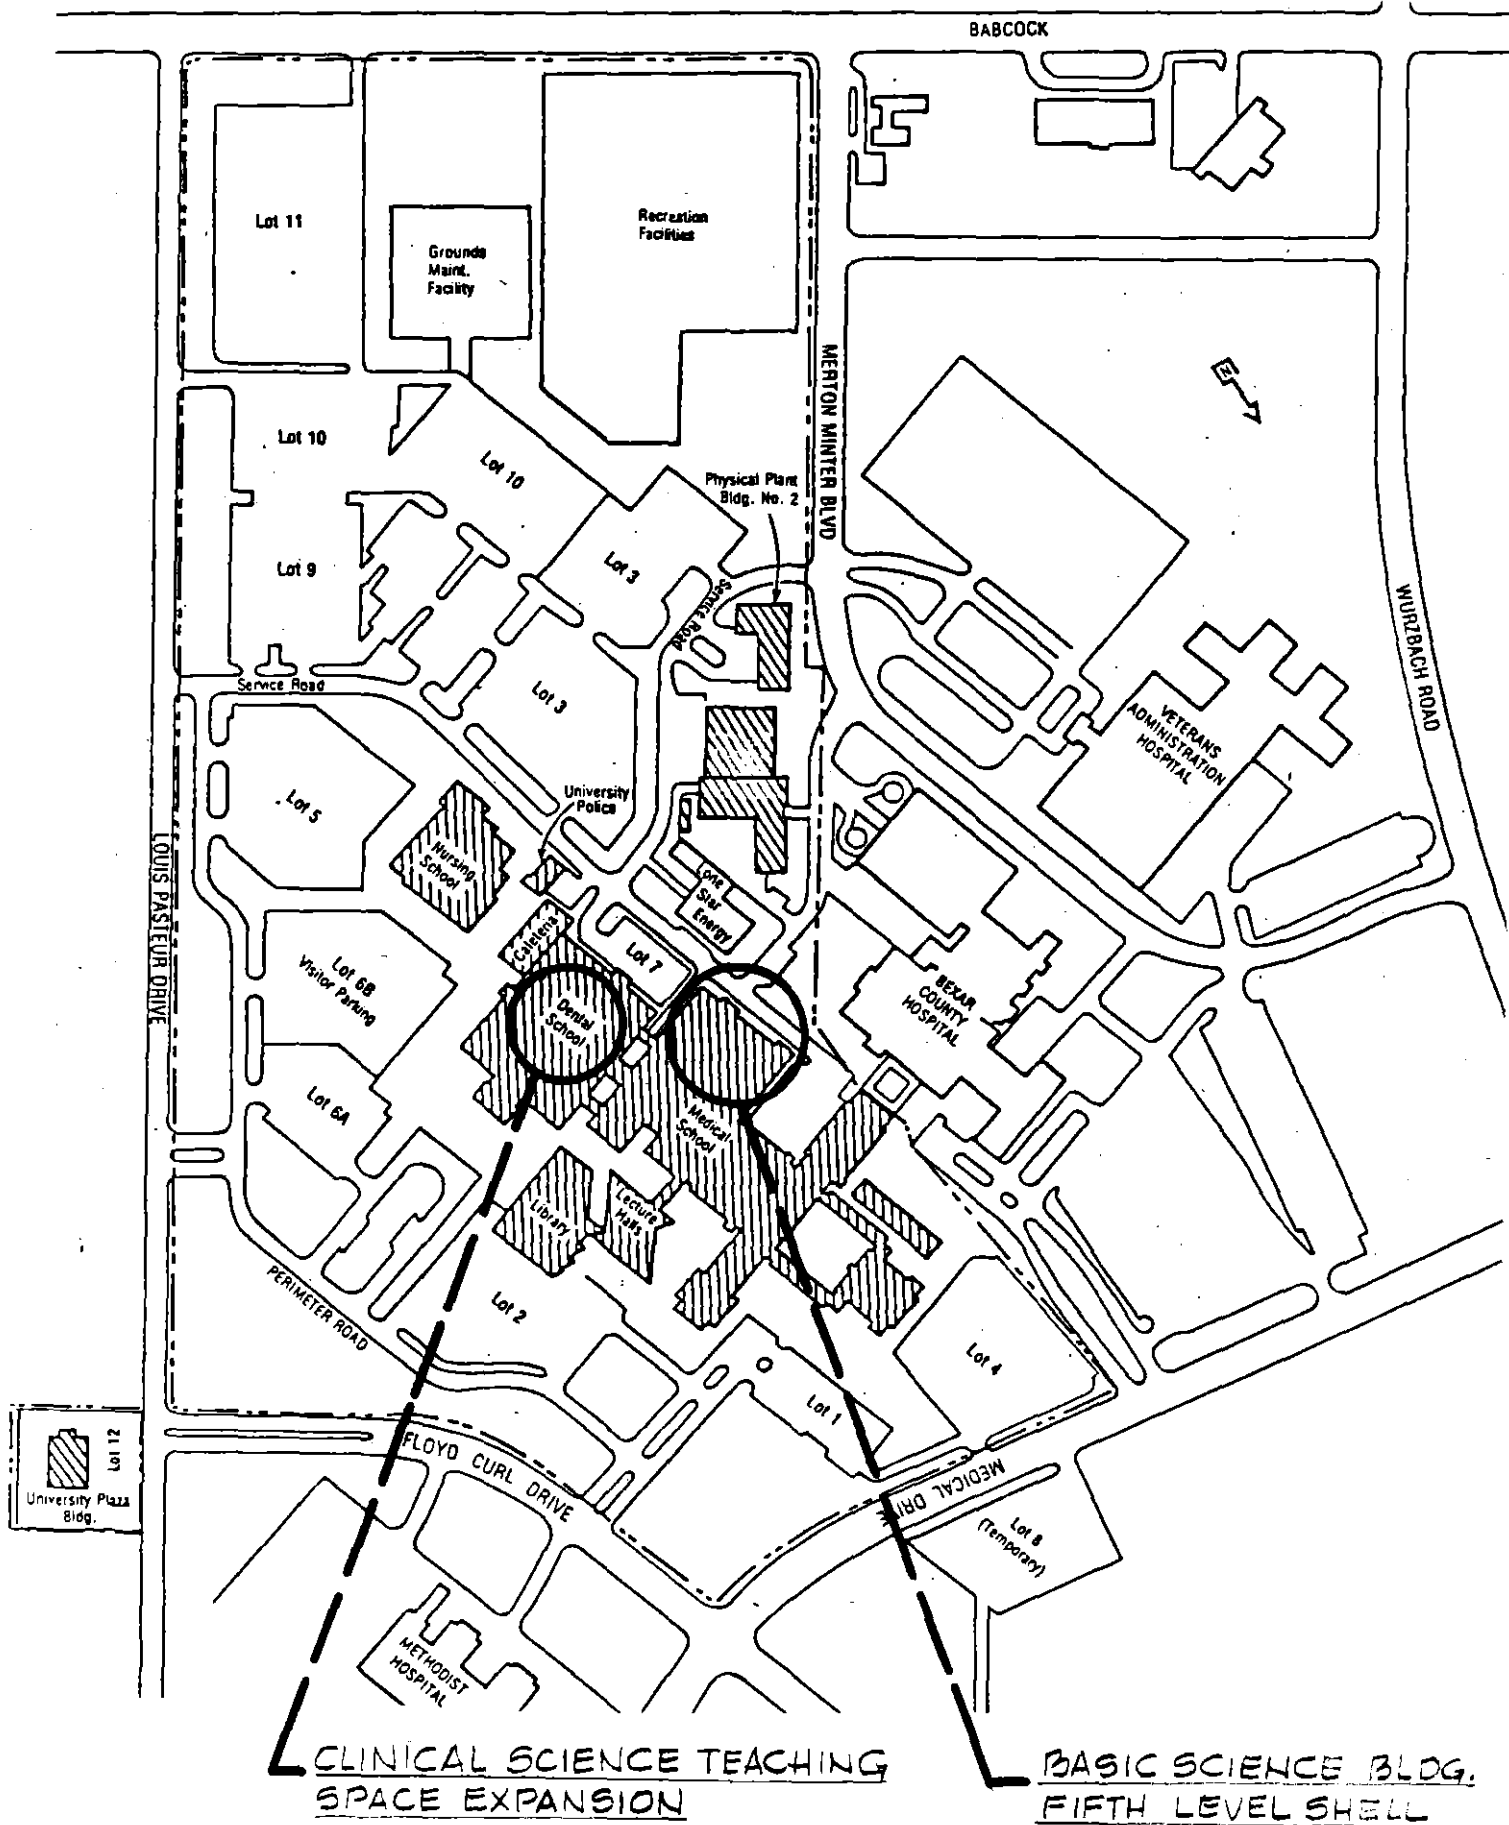 BABCOCK
Lot 11
Grounds
Maint.
Facility
Recreation
Facilities
MERTON MINTER BLVD
N
Lot 10
Lot 10
Physical Plant
Bldg. No. 2
Lot 9
Lot 3
Service Road
WURZBACH ROAD
Service Road
Lot 3
VETERANS
ADMINISTRATION
HOSPITAL
Lot 5
University
Police
LOUIS PASTEUR DRIVE
Nursing
School
Lone
Star
Energy
Cafeteria
Lot 7
Lot 6B
Visitor Parking
BEXAR
COUNTY
HOSPITAL
Dental
School
Lot 6A
Medical
School
Library
Lecture
Halls
PERIMETER ROAD
Lot 2
Lot 4
Lot 1
Lot 12
University Plaza
Bldg.
FLOYD CURL DRIVE
MEDICAL DRIVE
Lot 8
(Temporary)
METHODIST
HOSPITAL
CLINICAL SCIENCE TEACHING
SPACE EXPANSION
BASIC SCIENCE BLDG.
FIFTH LEVEL SHELL